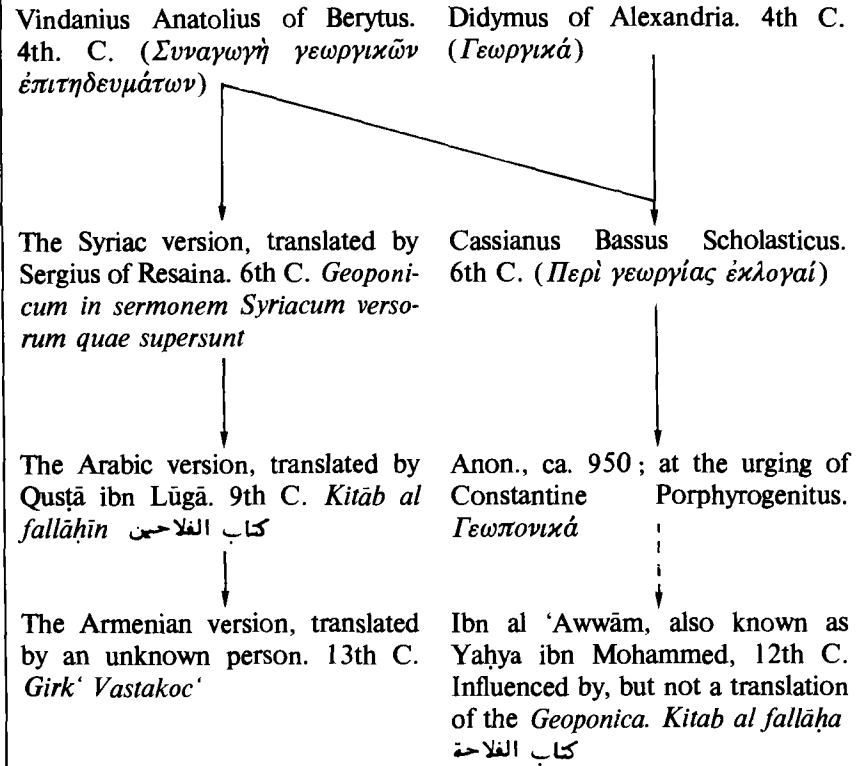 Vindanius Anatolius of Berytus.
4th. C. (Συναγωγὴ γεωργικῶν
ἐπιτηδευμάτων)
Didymus of Alexandria. 4th C.
(Γεωργικά)
The Syriac version, translated by
Sergius of Resaina. 6th C. Geoponi-
cum in sermonem Syriacum verso-
rum quae supersunt
Cassianus Bassus Scholasticus.
6th C. (Περὶ γεωργίας ἐκλογαί)
The Arabic version, translated by
Qusṭā ibn Lūgā. 9th C. Kitāb al
fallāḥīn كتاب الفلاحين
Anon., ca. 950 ; at the urging of
Constantine Porphyrogenitus.
Γεωπονικά
The Armenian version, translated
by an unknown person. 13th C.
Girk‘ Vastakoc‘
Ibn al ‘Awwām, also known as
Yaḥya ibn Mohammed, 12th C.
Influenced by, but not a translation
of the Geoponica. Kitab al fallāḥa
كتاب الفلاحة